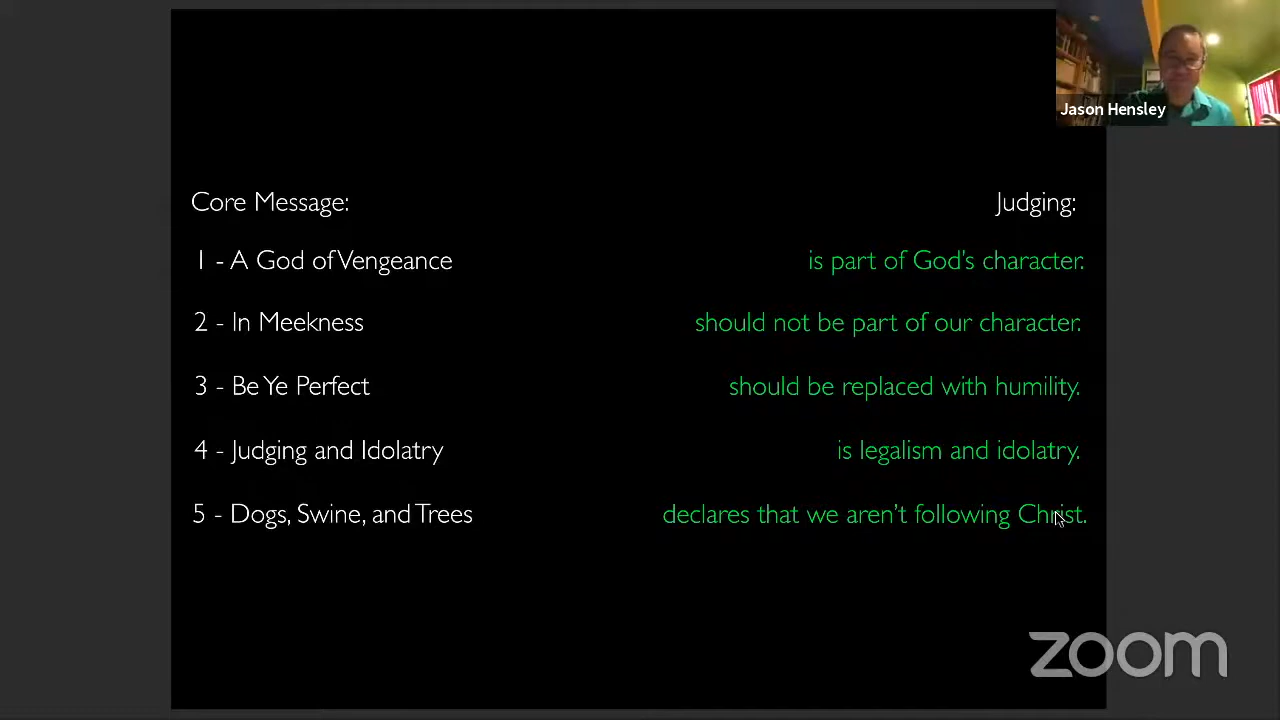 Jason Hensley
Core Message: Judging:
1 - A God of Vengeance is part of God's character.
2 - In Meekness should not be part of our character.
3 - Be Ye Perfect should be replaced with humility.
4 - Judging and Idolatry is legalism and idolatry.
5 - Dogs, Swine, and Trees declares that we aren't following Christ.
zoom